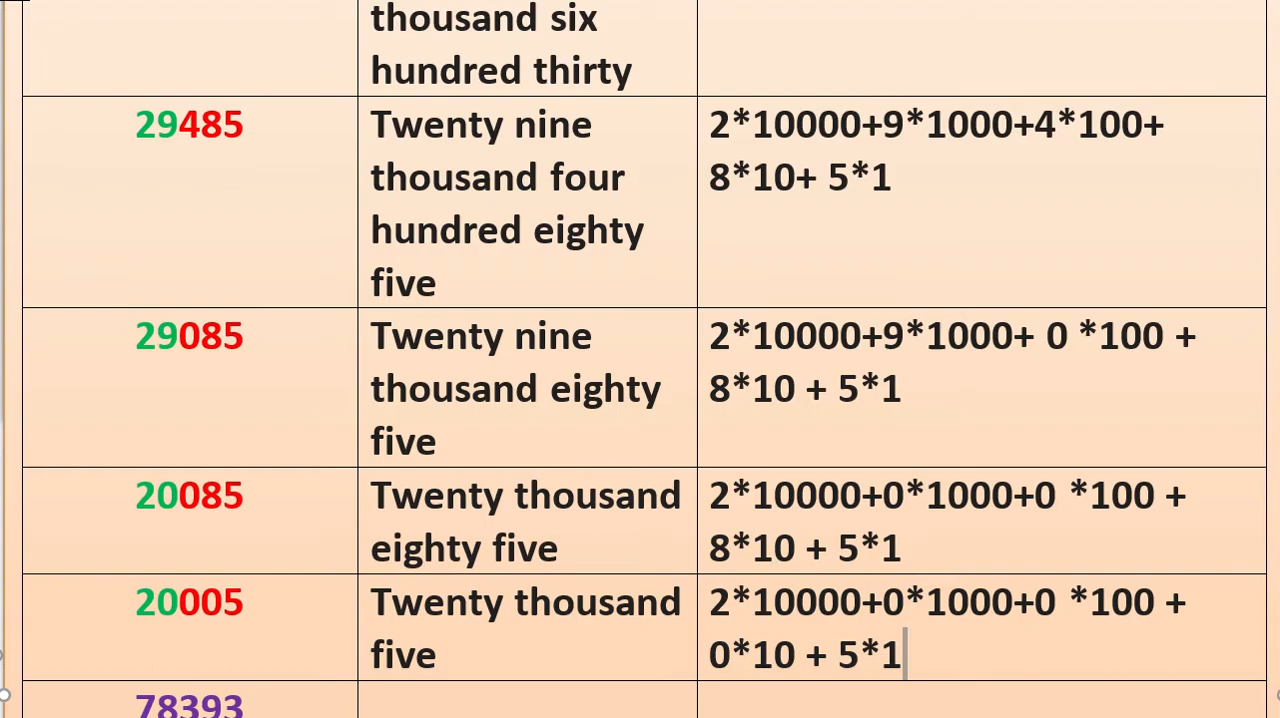 thousand six
hundred thirty
29485
Twenty nine
thousand four
hundred eighty
five
2*10000+9*1000+4*100+
8*10+ 5*1
29085
Twenty nine
thousand eighty
five
2*10000+9*1000+ 0 *100 +
8*10 + 5*1
20085
Twenty thousand
eighty five
2*10000+0*1000+0 *100 +
8*10 + 5*1
20005
Twenty thousand
five
2*10000+0*1000+0 *100 +
0*10 + 5*1
78393